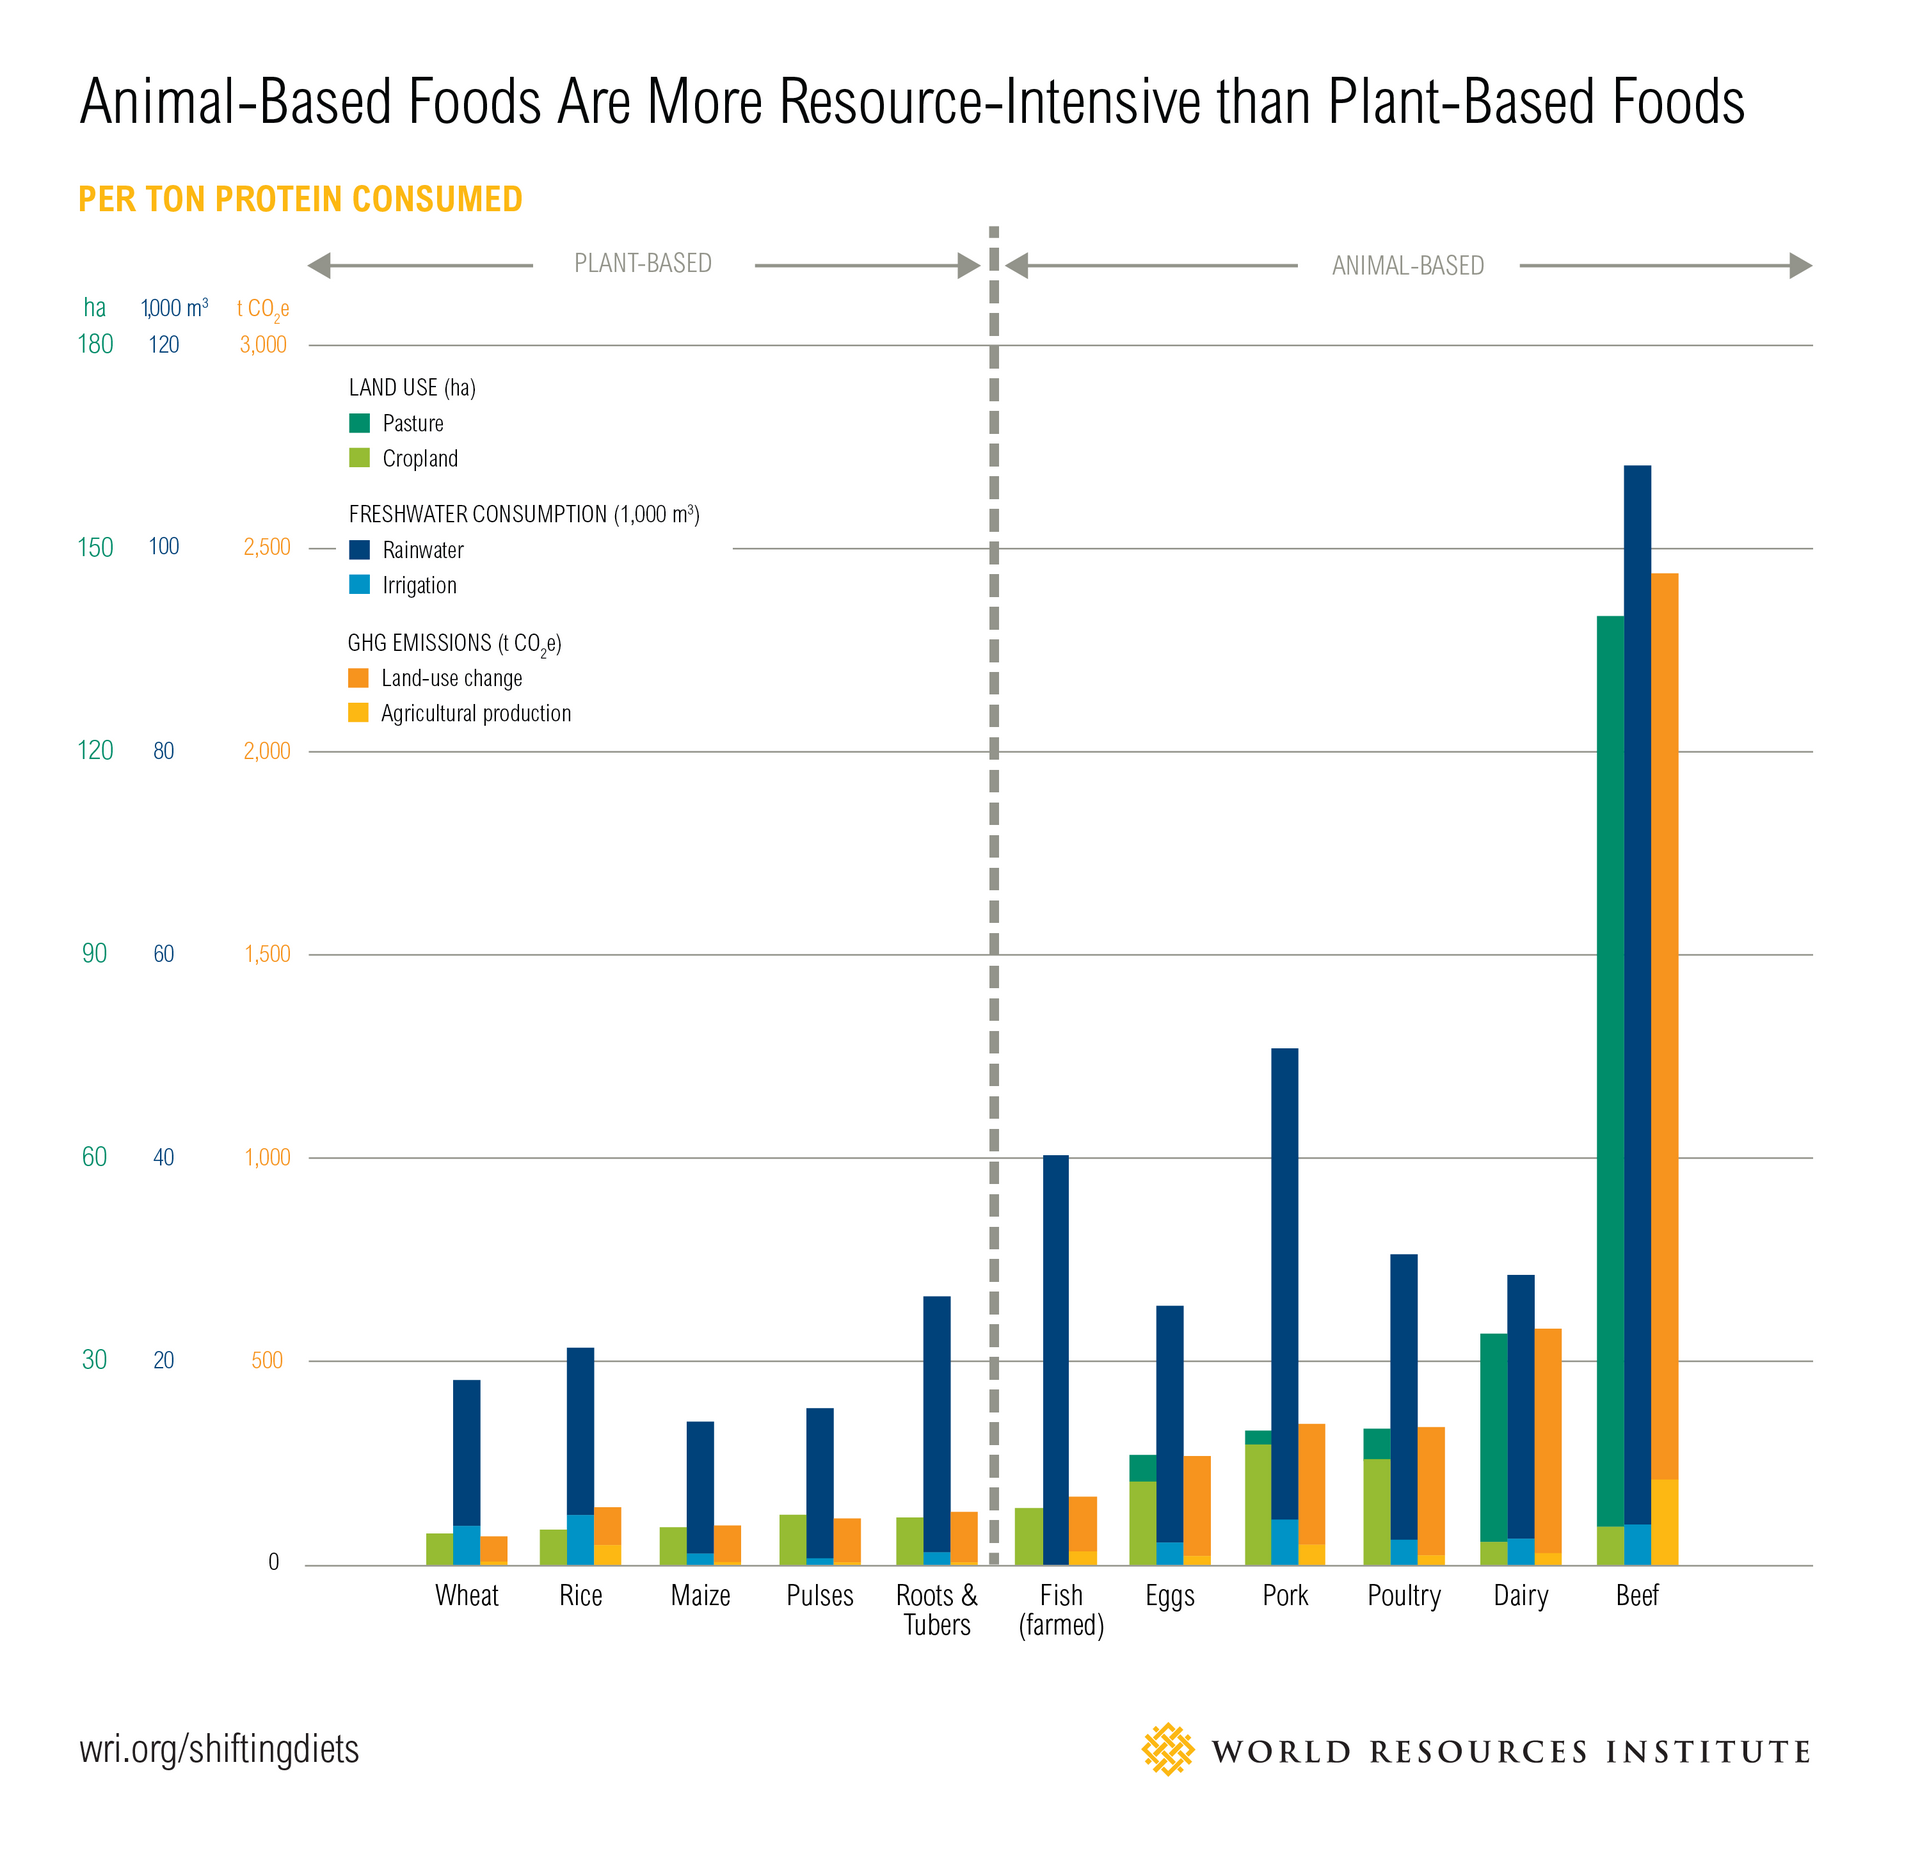 Animal-Based Foods Are More Resource-Intensive than Plant-Based Foods
PER TON PROTEIN CONSUMED
PLANT-BASED
ANIMAL-BASED
ha 1,000 m³ t CO₂e
180 120 3,000
LAND USE (ha)
Pasture
Cropland
FRESHWATER CONSUMPTION (1,000 m³)
150 100 2,500
Rainwater
Irrigation
GHG EMISSIONS (t CO₂e)
Land-use change
Agricultural production
120 80 2,000
90 60 1,500
60 40 1,000
30 20 500
0
Wheat Rice Maize Pulses Roots & Fish Eggs Pork Poultry Dairy Beef
Tubers (farmed)
wri.org/shiftingdiets
WORLD RESOURCES INSTITUTE